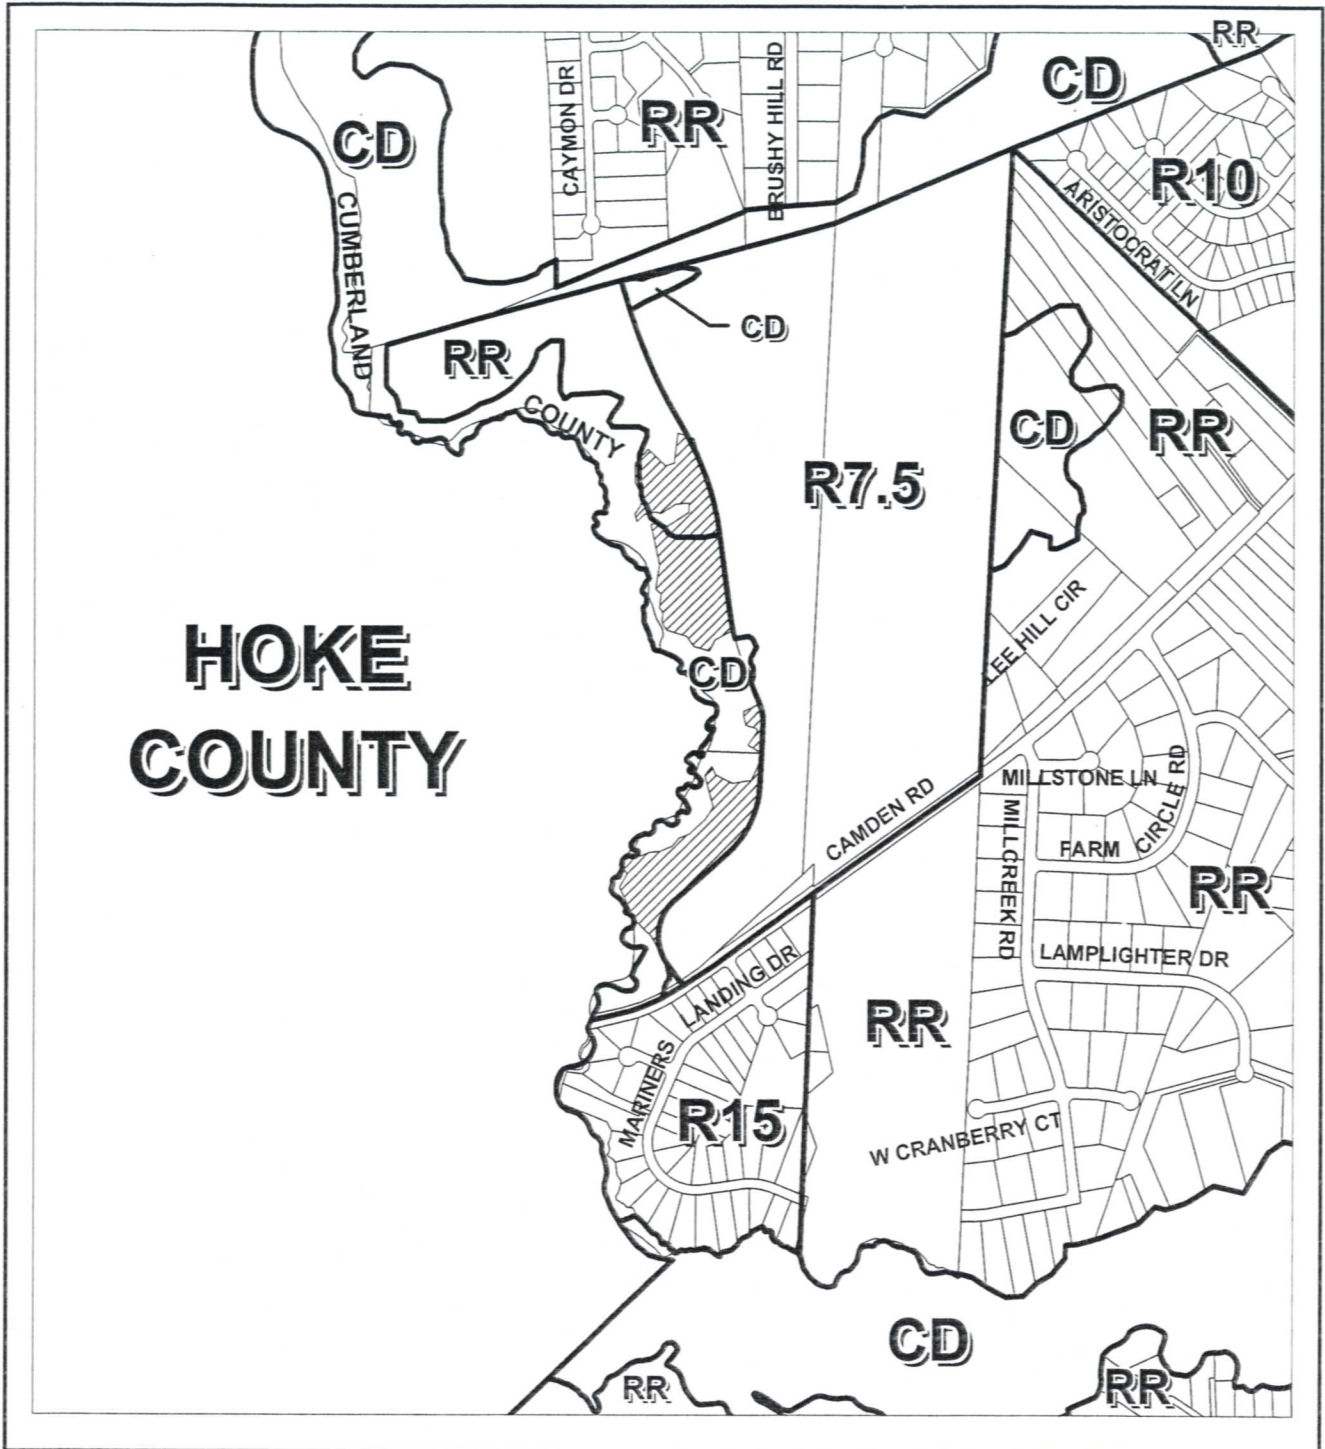 RR
CD
CD
CAYMON DR
RR
BRUSHY HILL RD
R10
ARISTOCRAT LN
CUMBERLAND
COUNTY
CD
RR
CD
RR
R7.5
HOKE
COUNTY
LEE HILL CIR
CD
CAMDEN RD
MILLSTONE LN
MILLCREEK RD
FARM
CIRCLE RD
RR
LAMPLIGHTER DR
MARINERS
LANDING DR
RR
R15
W CRANBERRY CT
CD
RR
RR